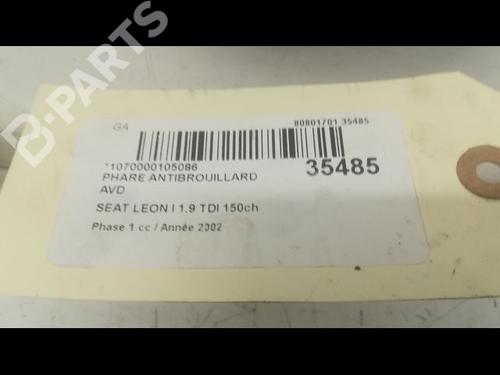 B-PARTS
GA
80801701 35485
*1070000105086
35485
PHARE ANTIBROUILLARD
AVD
SEAT LEON I 1.9 TDI 150ch
Phase 1 cc / Année 2002